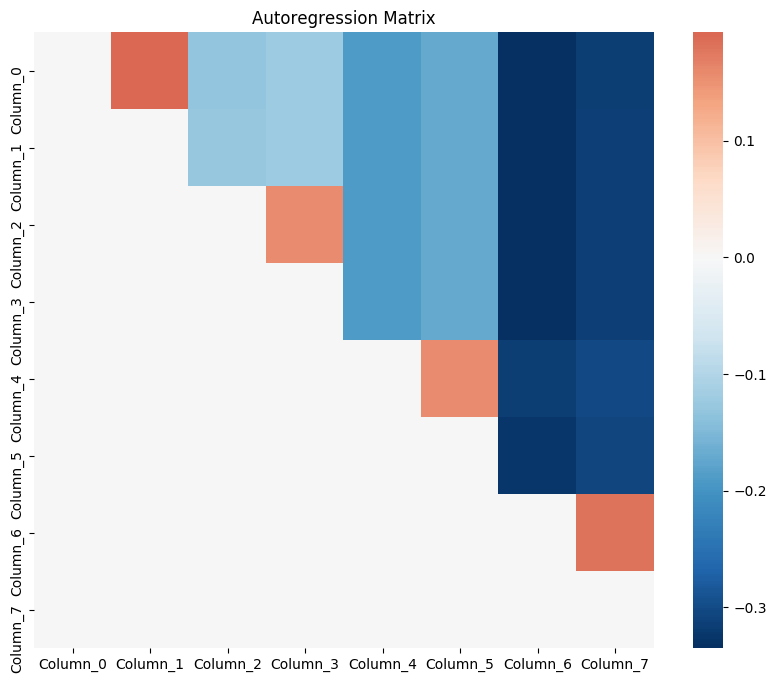 Autoregression Matrix
Column_0
Column_1
Column_2
Column_3
Column_4
Column_5
Column_6
Column_7
Column_0 Column_1 Column_2 Column_3 Column_4 Column_5 Column_6 Column_7
0.1
0.0
−0.1
−0.2
−0.3